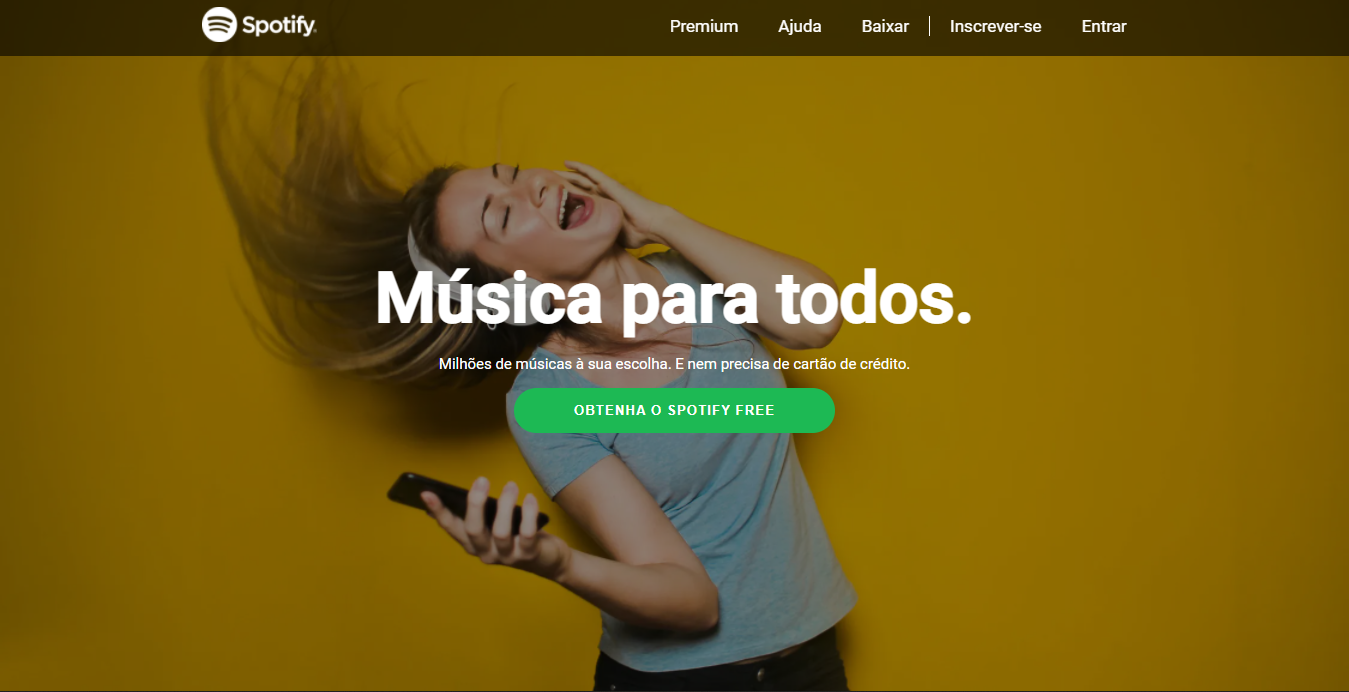 Spotify® Premium Ajuda Baixar Inscrever-se Entrar
Música para todos.
Milhões de músicas à sua escolha. E nem precisa de cartão de crédito.
OBTENHA O SPOTIFY FREE